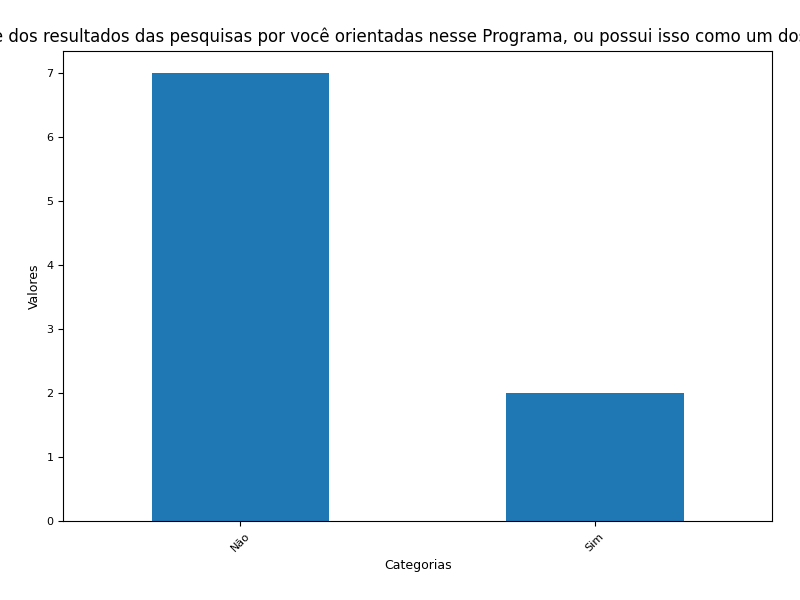 e dos resultados das pesquisas por você orientadas nesse Programa, ou possui isso como um dos
7
6
5
4
3
2
1
0
Valores
Não
Sim
Categorias